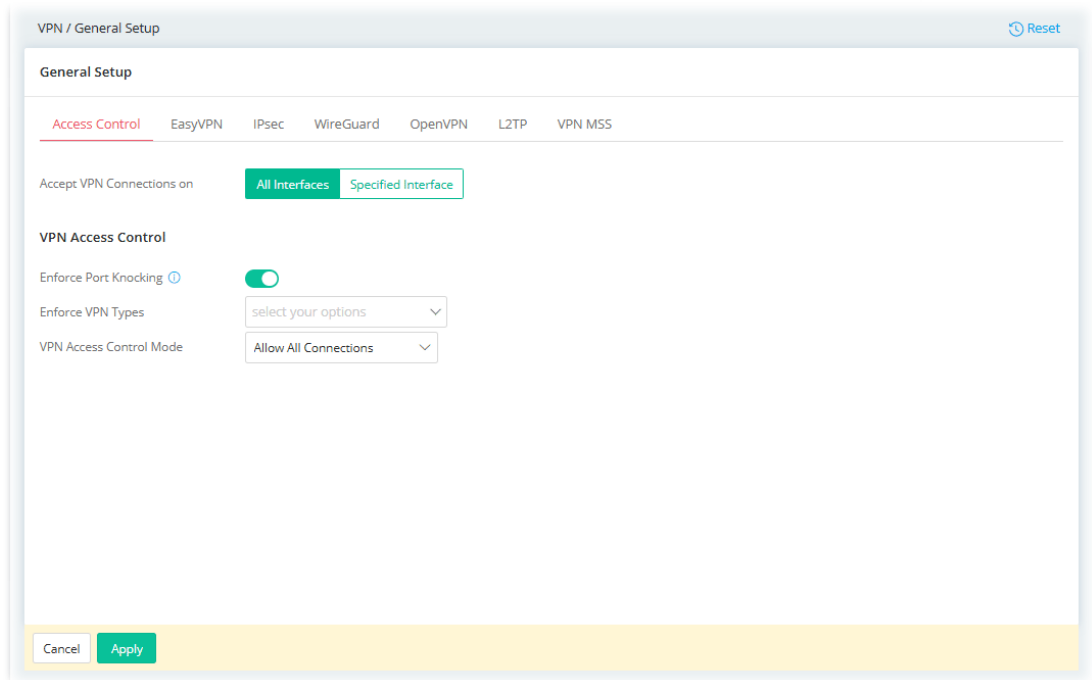 VPN / General Setup Reset
General Setup
Access Control EasyVPN IPsec WireGuard OpenVPN L2TP VPN MSS
Accept VPN Connections on All Interfaces Specified Interface
VPN Access Control
Enforce Port Knocking
Enforce VPN Types select your options
VPN Access Control Mode Allow All Connections
Cancel Apply